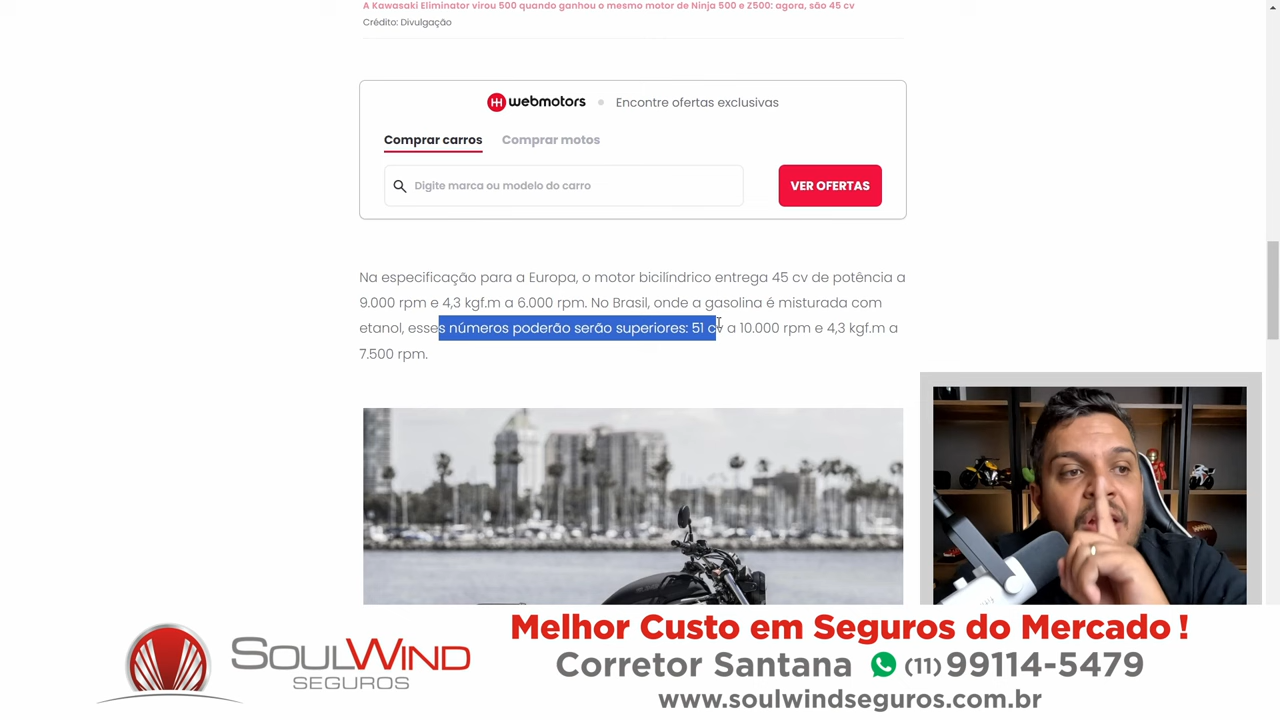 A Kawasaki Eliminator virou 500 quando ganhou o mesmo motor de Ninja 500 e Z500: agora, são 45 cv
Crédito: Divulgação
webmotors
Encontre ofertas exclusivas
Comprar carros
Comprar motos
Digite marca ou modelo do carro
VER OFERTAS
Na especificação para a Europa, o motor bicilíndrico entrega 45 cv de potência a
9.000 rpm e 4,3 kgf.m a 6.000 rpm. No Brasil, onde a gasolina é misturada com
etanol, esses números poderão serão superiores: 51 cv a 10.000 rpm e 4,3 kgf.m a
7.500 rpm.
SOULWIND
SEGUROS
Melhor Custo em Seguros do Mercado !
Corretor Santana (11) 99114-5479
www.soulwindseguros.com.br